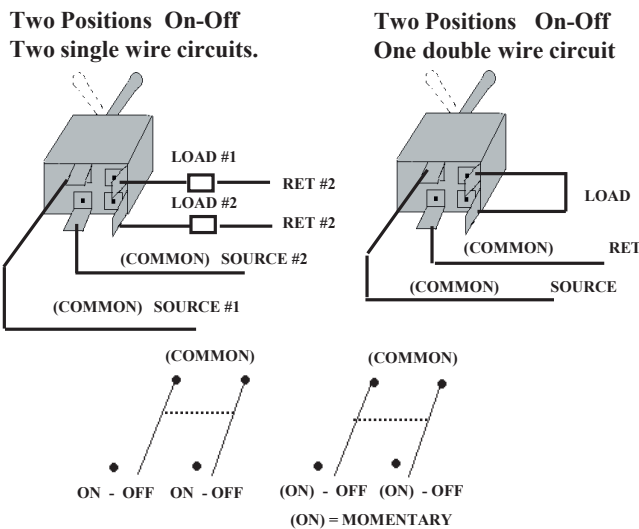 Two Positions On-Off
Two single wire circuits.
LOAD #1
RET #2
LOAD #2
RET #2
(COMMON) SOURCE #2
(COMMON) SOURCE #1
Two Positions On-Off
One double wire circuit
LOAD
(COMMON) RET
(COMMON) SOURCE
(COMMON)
ON - OFF ON - OFF
(COMMON)
(ON) - OFF (ON) - OFF
(ON) = MOMENTARY